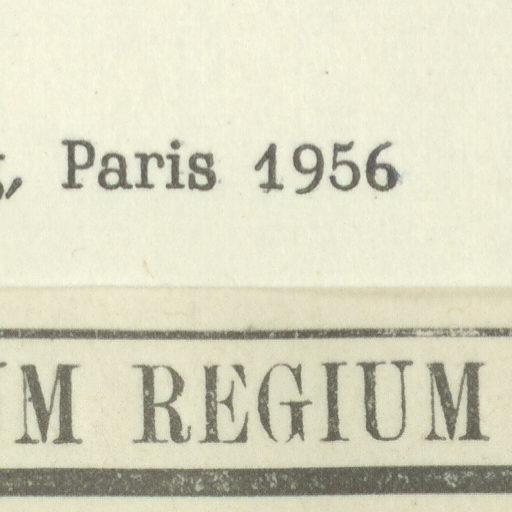 , Paris 1956
M REGIUM